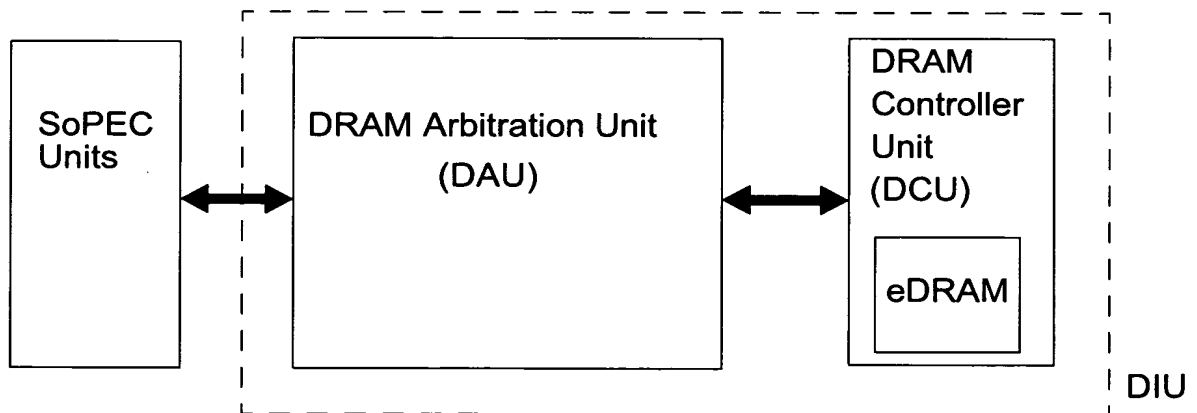 SoPEC
Units
DRAM Arbitration Unit
(DAU)
DRAM
Controller
Unit
(DCU)
eDRAM
DIU